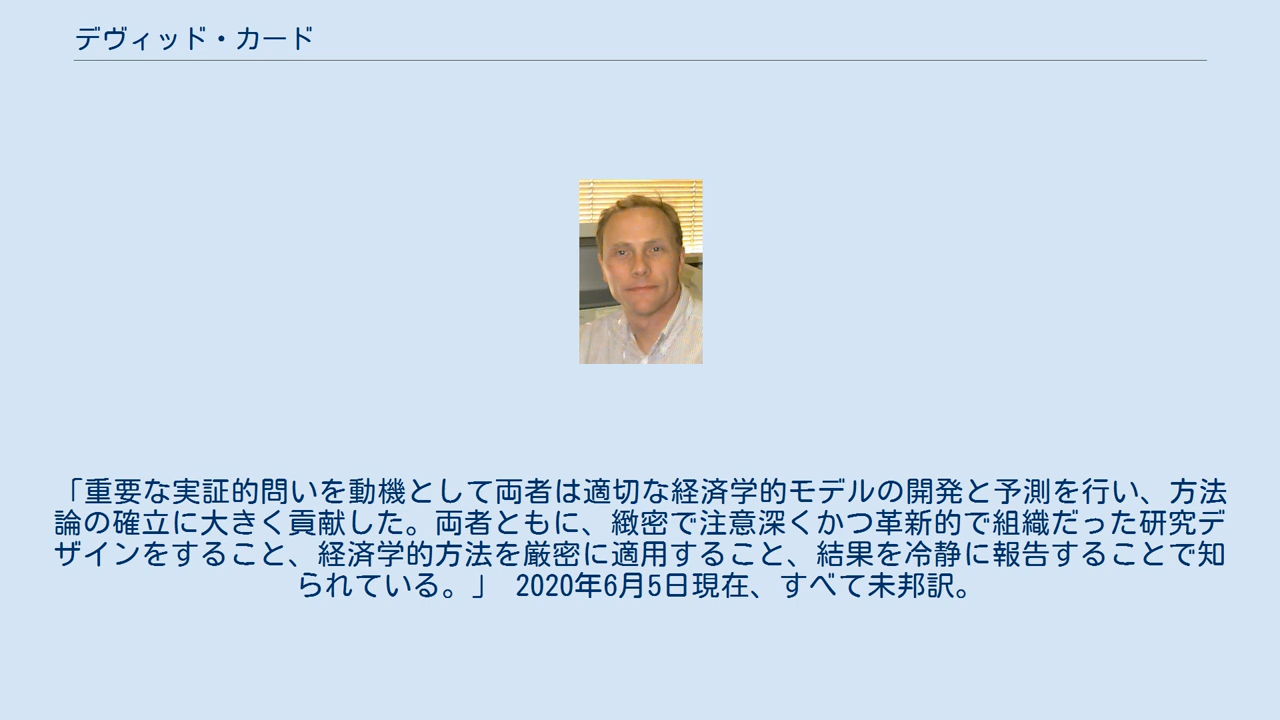 デヴィッド・カード
「重要な実証的問いを動機として両者は適切な経済学的モデルの開発と予測を行い、方法
論の確立に大きく貢献した。両者ともに、緻密で注意深くかつ革新的で組織だった研究デ
ザインをすること、経済学的方法を厳密に適用すること、結果を冷静に報告することで知
られている。」 2020年6月5日現在、すべて未邦訳。